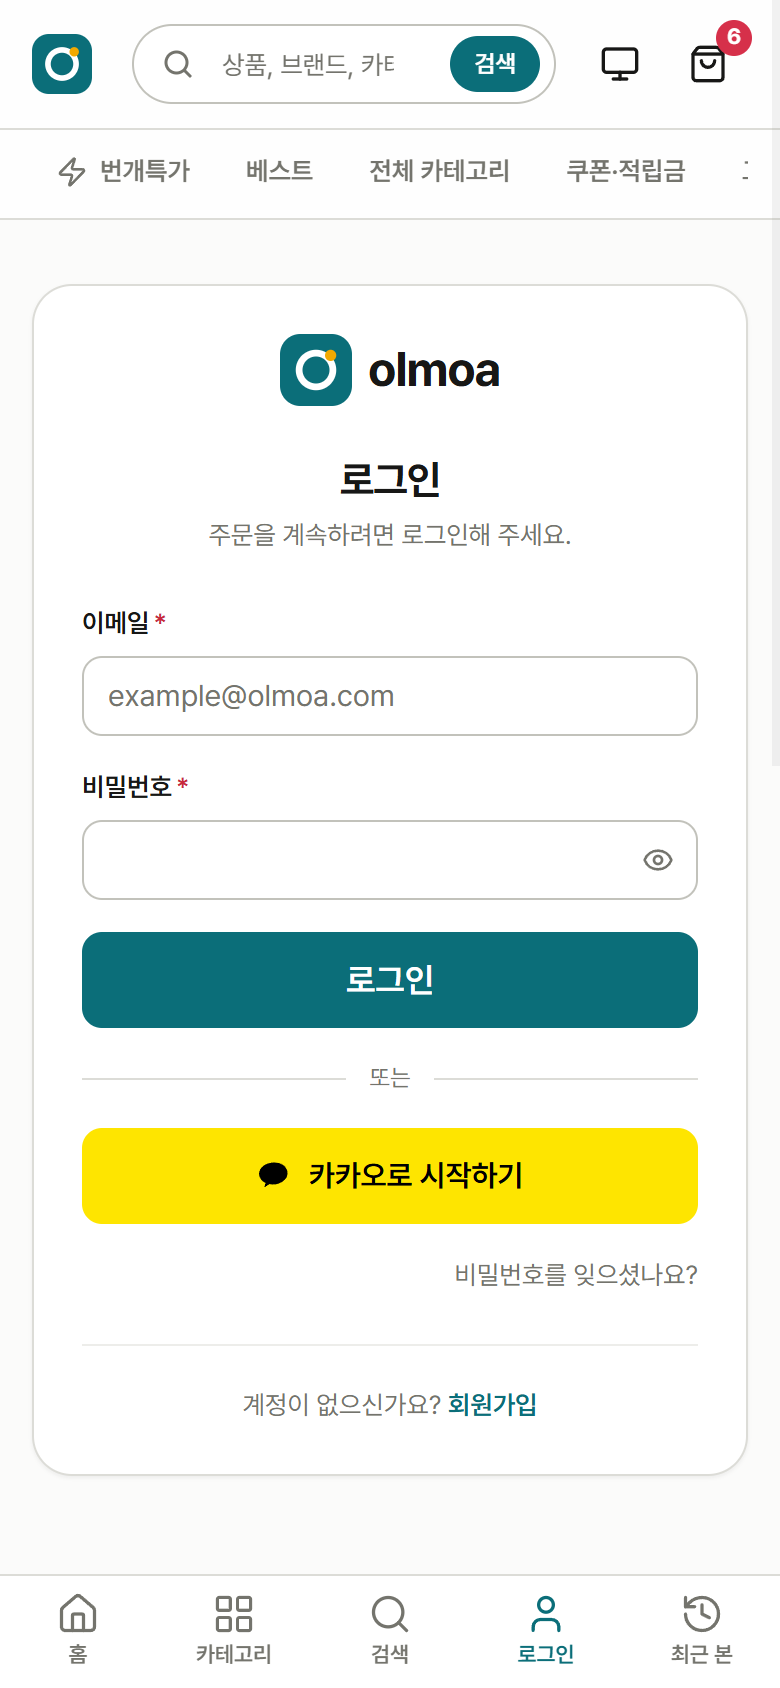 상품, 브랜드, 카
검색
6
번개특가
베스트
전체 카테고리
쿠폰·적립금
olmoa
로그인
주문을 계속하려면 로그인해 주세요.
이메일 *
example@olmoa.com
비밀번호 *
로그인
또는
카카오로 시작하기
비밀번호를 잊으셨나요?
계정이 없으신가요? 회원가입
홈
카테고리
검색
로그인
최근 본